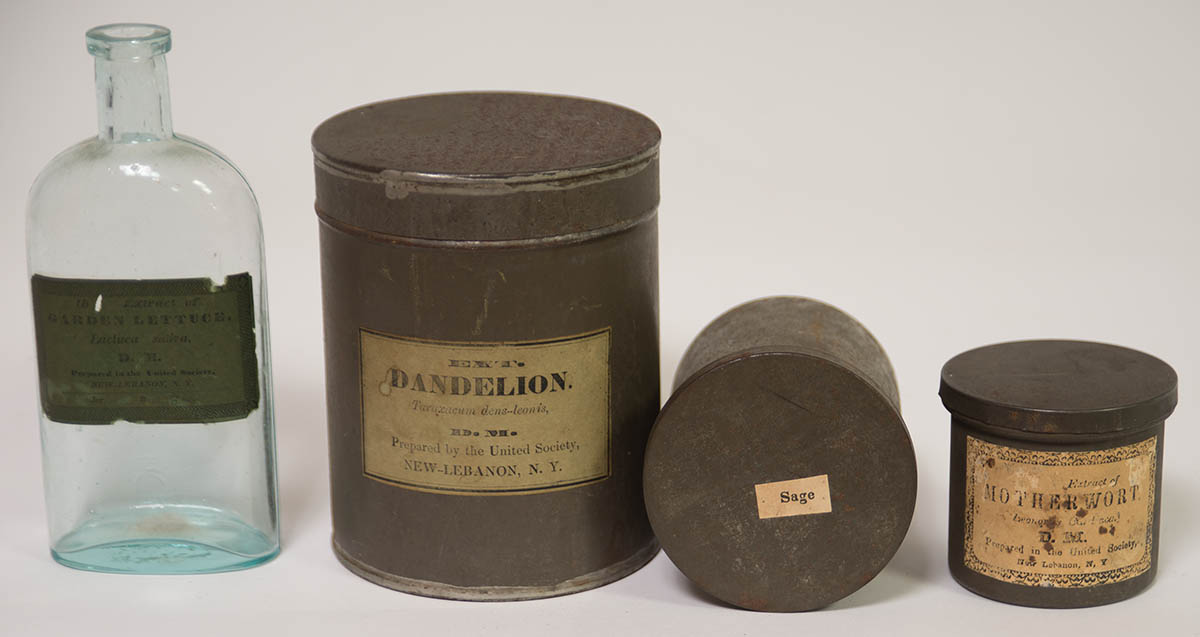 Extract of
GARDEN LETTUCE.
Lactuca sativa,
D. M.
Prepared in the United Society,
NEW-LEBANON, N. Y.
EXT.
DANDELION.
Taraxacum dens-leonis,
D. M.
Prepared by the United Society,
NEW-LEBANON, N. Y.
Sage
Extract of
MOTHERWORT
D. M.
Prepared in the United Society,
New Lebanon, N, Y